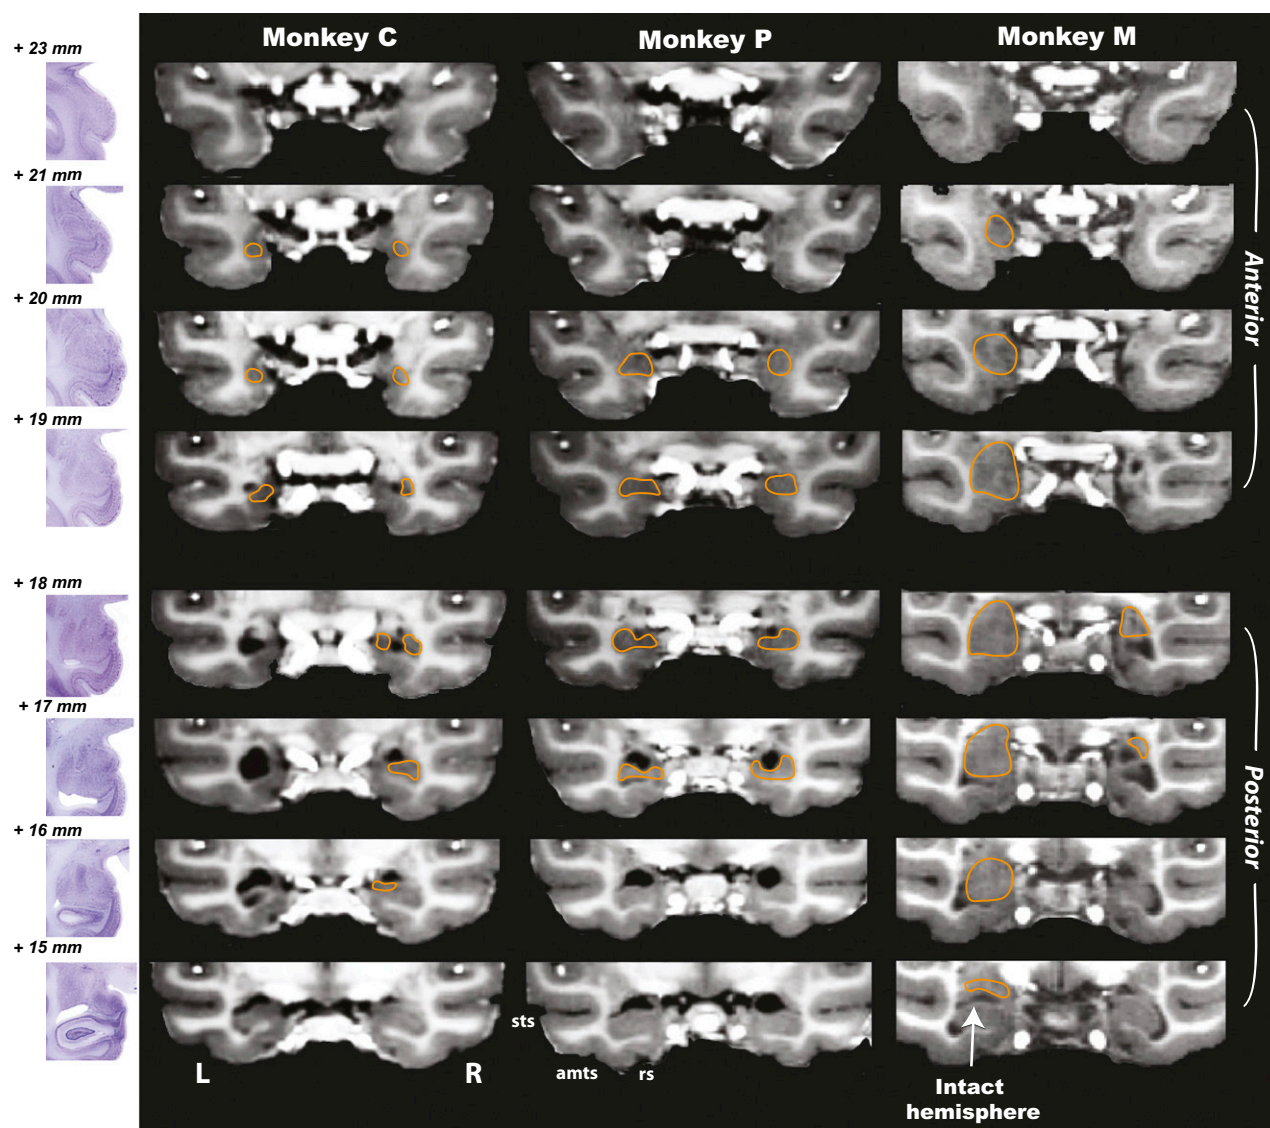 Monkey C
Monkey P
Monkey M
+ 23 mm
+ 21 mm
+ 20 mm
+ 19 mm
Anterior
+ 18 mm
+ 17 mm
+ 16 mm
+ 15 mm
Posterior
sts
amts
rs
L
R
Intact
hemisphere